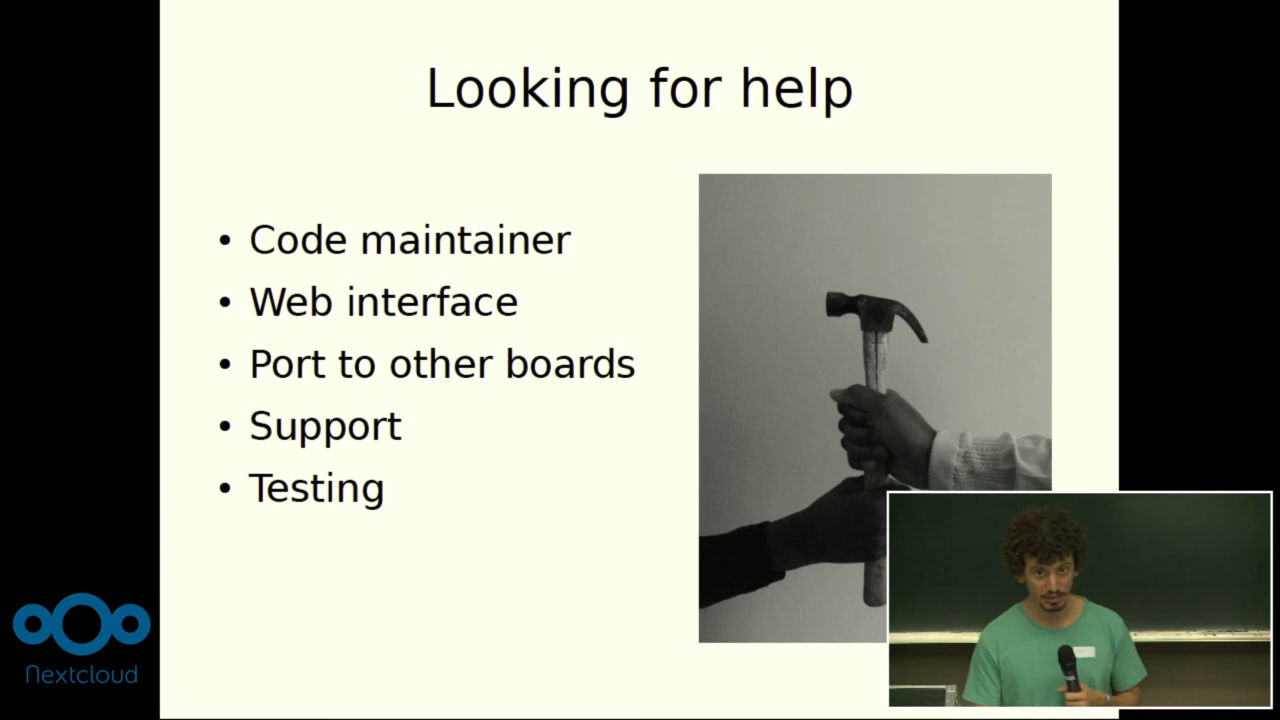 Looking for help
• Code maintainer
• Web interface
• Port to other boards
• Support
• Testing
Nextcloud